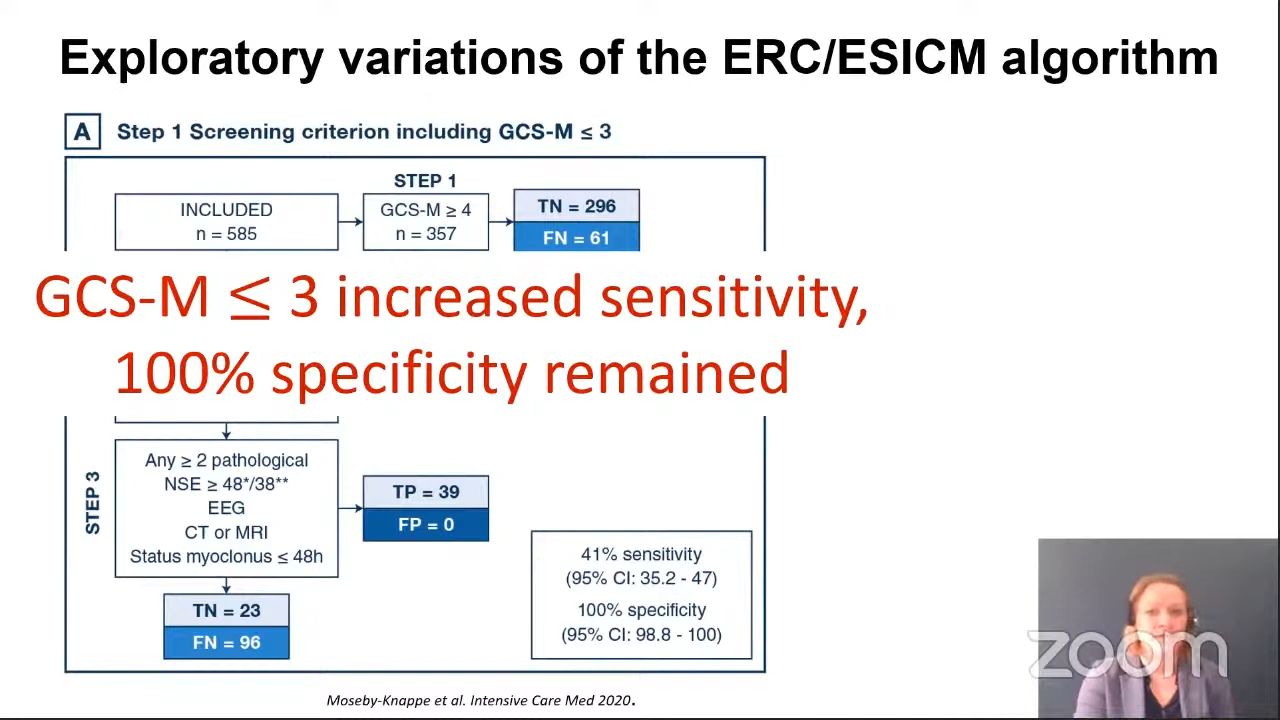 Exploratory variations of the ERC/ESICM algorithm
A Step 1 Screening criterion including GCS-M ≤ 3
STEP 1
INCLUDED
n = 585
GCS-M ≥ 4
n = 357
TN = 296
FN = 61
GCS-M ≤ 3 increased sensitivity,
100% specificity remained
STEP 3
Any ≥ 2 pathological
NSE ≥ 48*/38**
EEG
CT or MRI
Status myoclonus ≤ 48h
TP = 39
FP = 0
TN = 23
FN = 96
41% sensitivity
(95% CI: 35.2 - 47)
100% specificity
(95% CI: 98.8 - 100)
zoom
Moseby-Knappe et al. Intensive Care Med 2020.